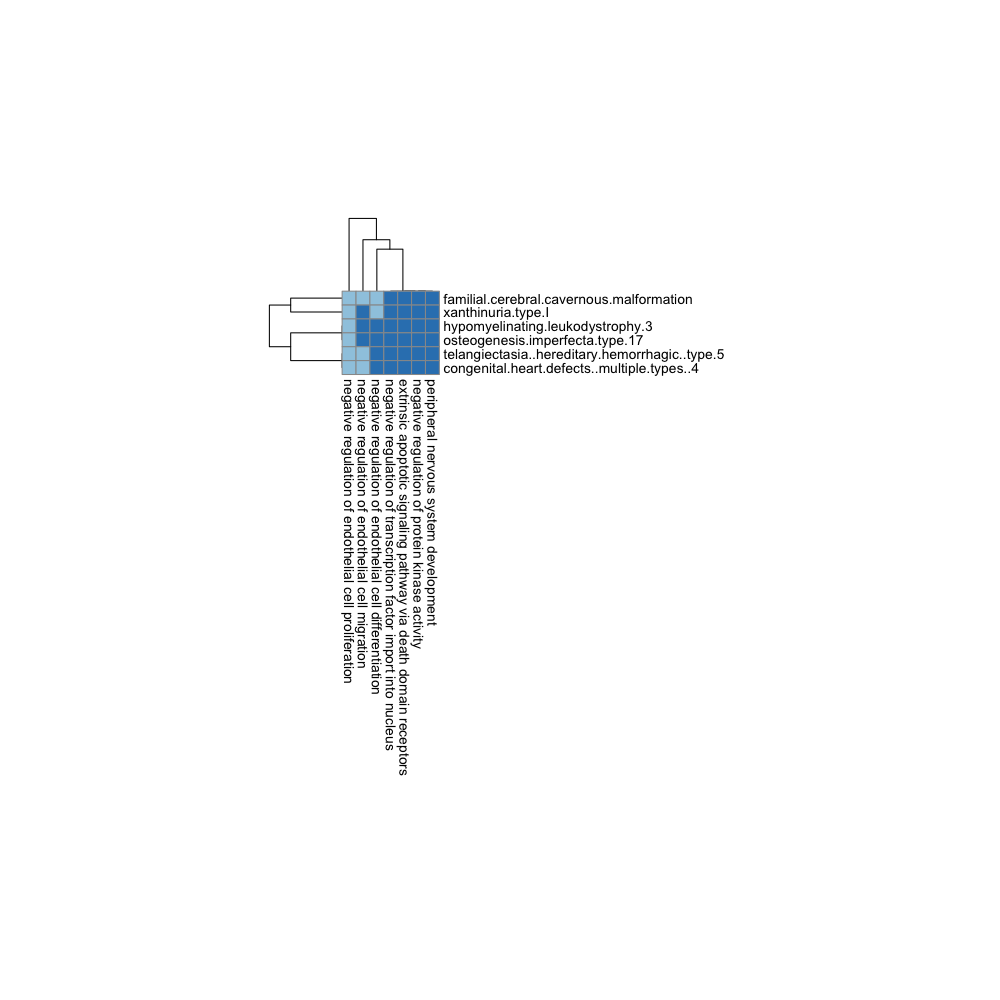 familial.cerebral.cavernous.malformation
xanthinuria.type.I
hypomyelinating.leukodystrophy.3
osteogenesis.imperfecta.type.17
telangiectasia..hereditary.hemorrhagic..type.5
congenital.heart.defects..multiple.types..4
negative regulation of endothelial cell proliferation
negative regulation of endothelial cell migration
negative regulation of endothelial cell differentiation
negative regulation of transcription factor import into nucleus
extrinsic apoptotic signaling pathway via death domain receptors
negative regulation of protein kinase activity
peripheral nervous system development